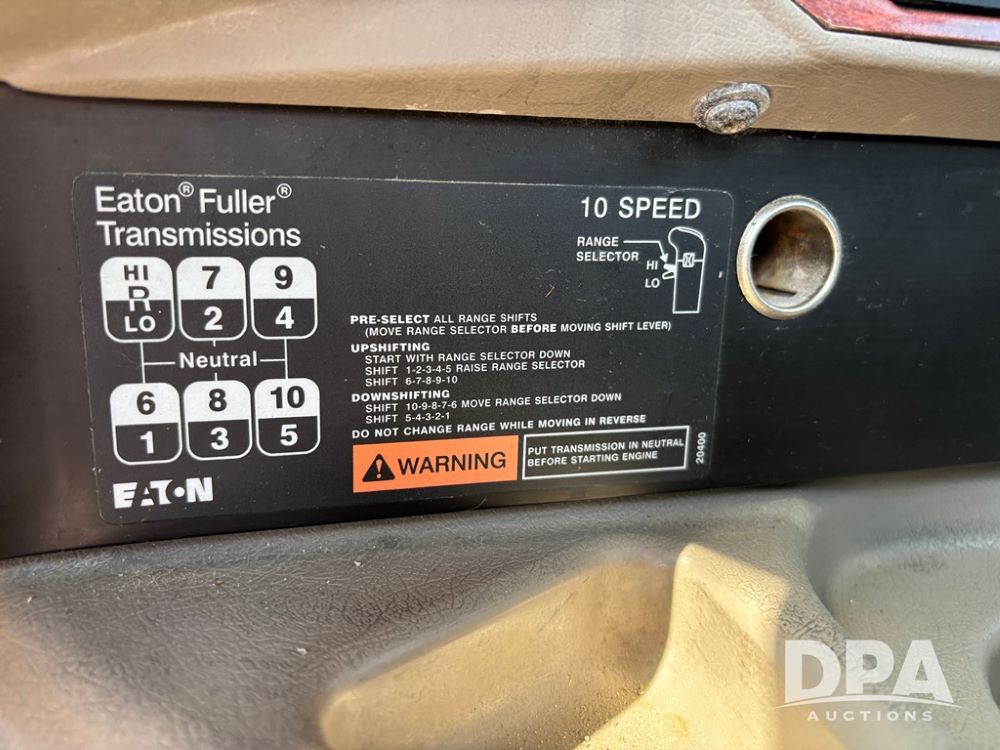 Eaton® Fuller®
Transmissions
10 SPEED
RANGE
SELECTOR
HI
LO
HI
R
LO
7
2
9
4
Neutral
6
1
8
3
10
5
EATON
PRE-SELECT ALL RANGE SHIFTS
(MOVE RANGE SELECTOR BEFORE MOVING SHIFT LEVER)
UPSHIFTING
START WITH RANGE SELECTOR DOWN
SHIFT 1-2-3-4-5 RAISE RANGE SELECTOR
SHIFT 6-7-8-9-10
DOWNSHIFTING
SHIFT 10-9-8-7-6 MOVE RANGE SELECTOR DOWN
SHIFT 5-4-3-2-1
DO NOT CHANGE RANGE WHILE MOVING IN REVERSE
WARNING
PUT TRANSMISSION IN NEUTRAL
BEFORE STARTING ENGINE
20400
DPA
AUCTIONS